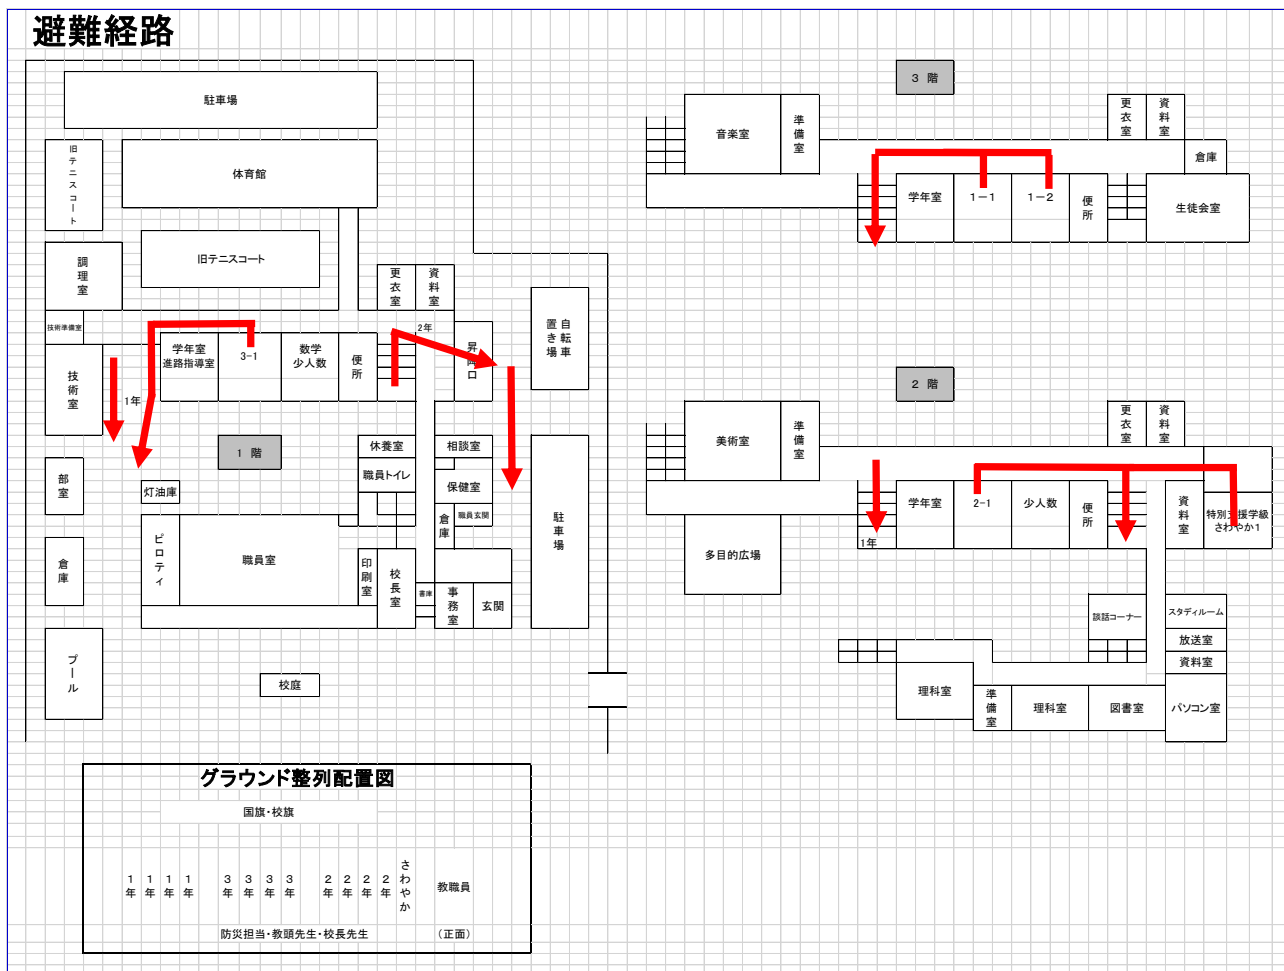 避難経路
駐車場
旧テニスコート
体育館
旧テニスコート
調理室
更衣室
資料室
技術準備室
2年
自転車
置き場
昇降口
学年室
進路指導室
3-1
数学
少人数
便所
技術室
1年
1 階
休養室
相談室
職員トイレ
保健室
部室
灯油庫
倉庫
職員玄関
駐車場
ピロティ
職員室
倉庫
印刷室
校長室
書庫
事務室
玄関
プール
校庭
3 階
音楽室
準備室
更衣室
資料室
倉庫
学年室
1-1
1-2
便所
生徒会室
2 階
美術室
準備室
更衣室
資料室
学年室
2-1
少人数
便所
資料室
特別支援学級
さわやか1
1年
多目的広場
談話コーナー
スタディルーム
放送室
資料室
理科室
準備室
理科室
図書室
パソコン室
グラウンド整列配置図
国旗・校旗
1年 1年 1年 1年 3年 3年 3年 3年 2年 2年 2年 2年 さわやか 教職員
防災担当・教頭先生・校長先生 (正面)